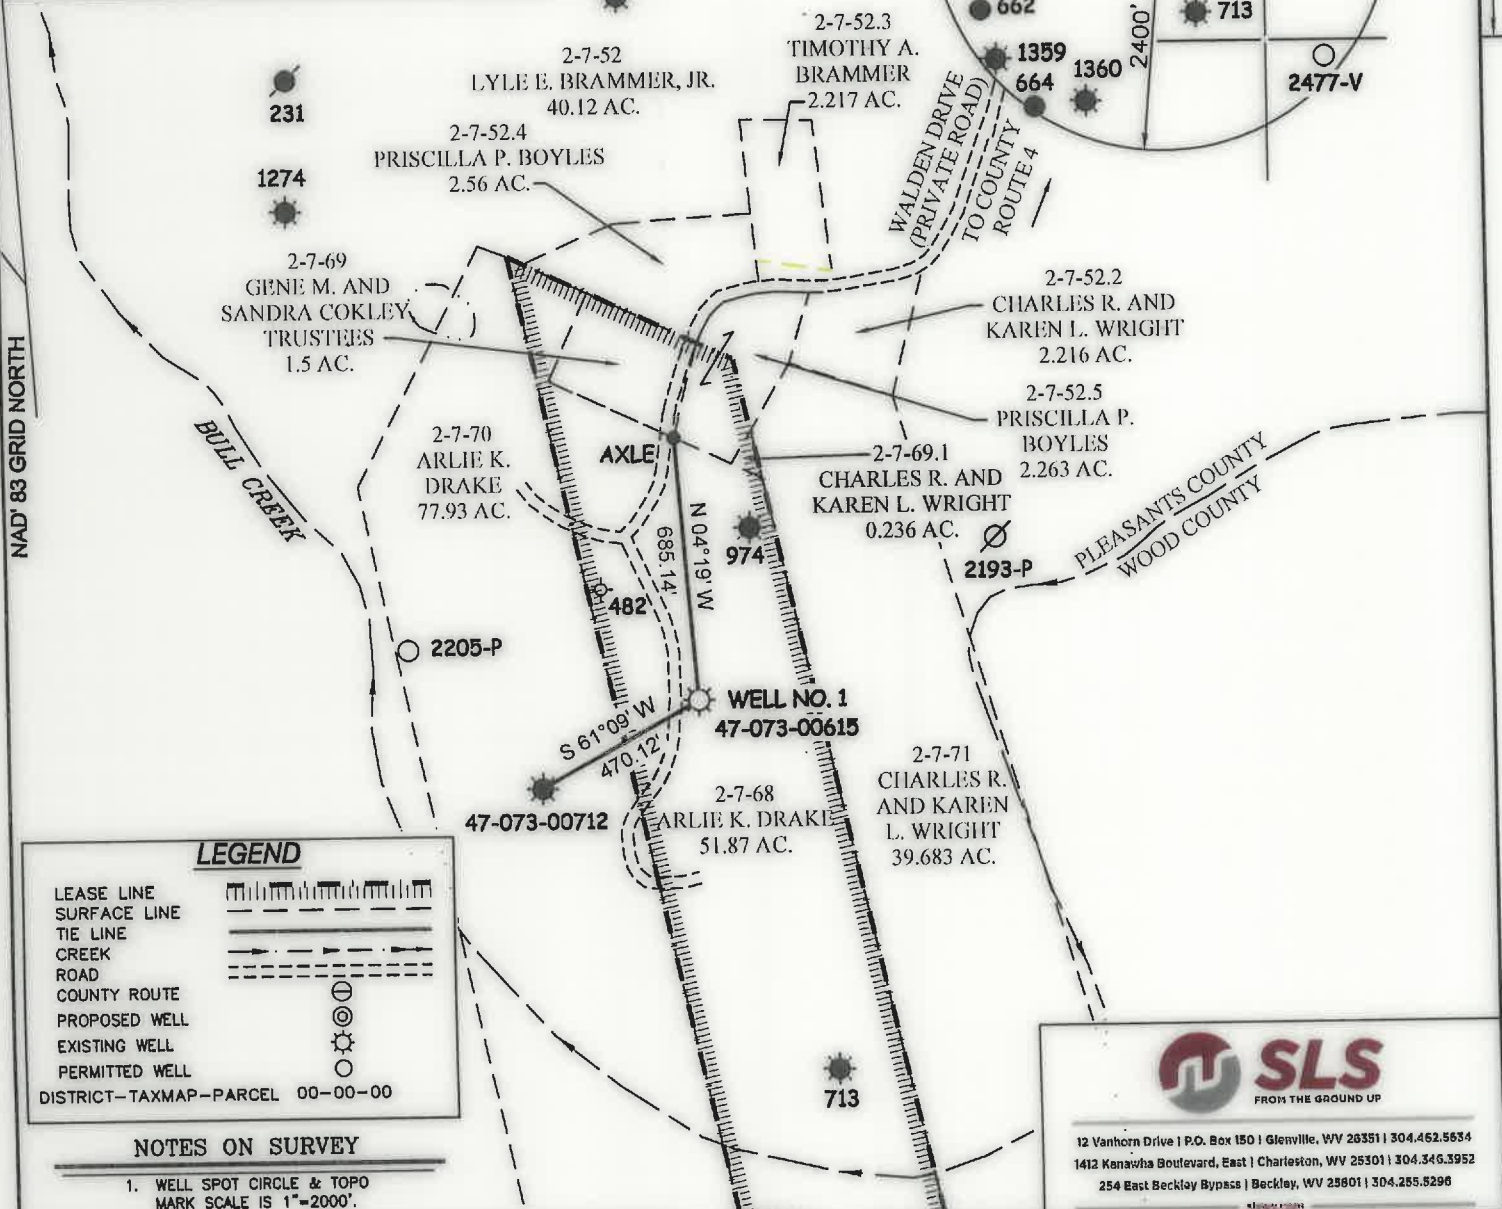 662
713
2-7-52.3
TIMOTHY A.
BRAMMER
2.217 AC.
2400'
1359
664
1360
2477-V
2-7-52
LYLE E. BRAMMER, JR.
40.12 AC.
231
2-7-52.4
PRISCILLA P. BOYLES
2.56 AC.
WALDEN DRIVE
(PRIVATE ROAD)
TO COUNTY
ROUTE 4
1274
2-7-69
GENE M. AND
SANDRA COKLEY
TRUSTEES
1.5 AC.
2-7-52.2
CHARLES R. AND
KAREN L. WRIGHT
2.216 AC.
NAD'83 GRID NORTH
BULL CREEK
2-7-70
ARLIE K.
DRAKE
77.93 AC.
AXLE
2-7-52.5
PRISCILLA P.
BOYLES
2.263 AC.
2-7-69.1
CHARLES R. AND
KAREN L. WRIGHT
0.236 AC.
PLEASANTS COUNTY
WOOD COUNTY
N 04°19' W
685.14'
974
2193-P
482
2205-P
WELL NO. 1
47-073-00615
S 61°09' W
470.12'
47-073-00712
2-7-68
ARLIE K. DRAKE
51.87 AC.
2-7-71
CHARLES R.
AND KAREN
L. WRIGHT
39.683 AC.
LEGEND
LEASE LINE
SURFACE LINE
TIE LINE
CREEK
ROAD
COUNTY ROUTE
PROPOSED WELL
EXISTING WELL
PERMITTED WELL
DISTRICT-TAXMAP-PARCEL 00-00-00
713
NOTES ON SURVEY
1. WELL SPOT CIRCLE & TOPO
MARK SCALE IS 1"=2000'.
SLS
FROM THE GROUND UP
12 Vanhorn Drive | P.O. Box 150 | Glenville, WV 26351 | 304.462.5634
1412 Kanawha Boulevard, East | Charleston, WV 25301 | 304.346.3952
254 East Beckley Bypass | Beckley, WV 25801 | 304.255.5296